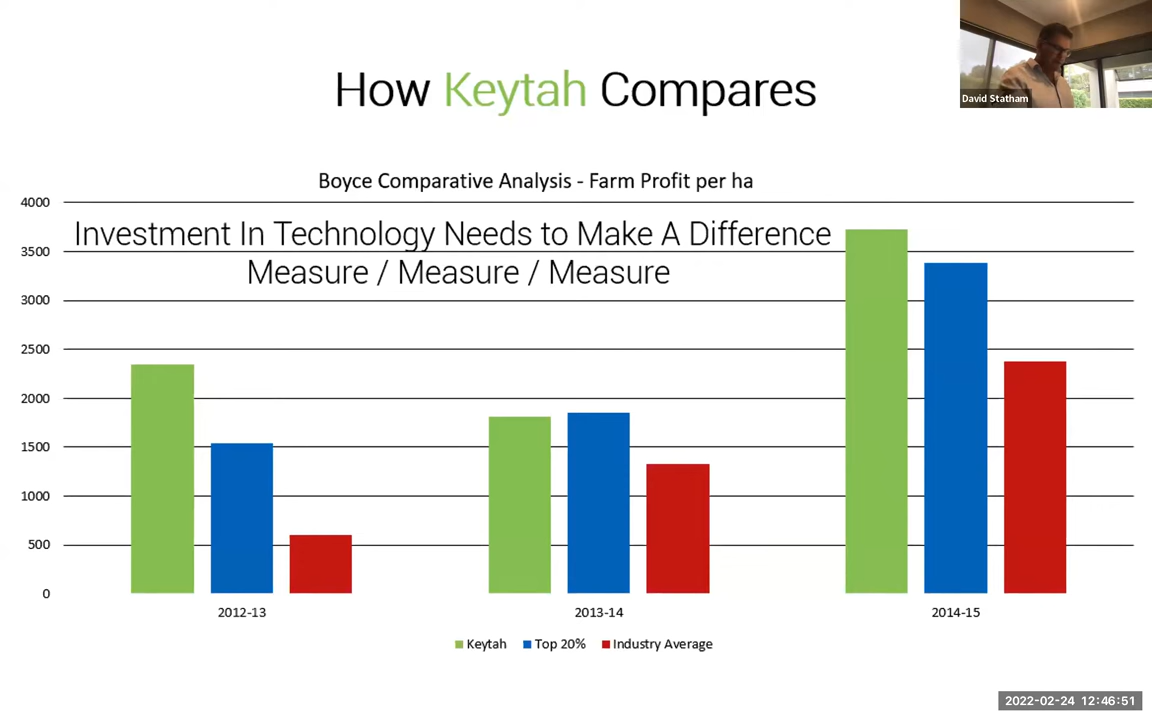 How Keytah Compares
David Statham
Boyce Comparative Analysis - Farm Profit per ha
4000
Investment In Technology Needs to Make A Difference
3500
Measure / Measure / Measure
3000
2500
2000
1500
1000
500
0
2012-13 2013-14 2014-15
Keytah Top 20% Industry Average
2022-02-24 12:46:51